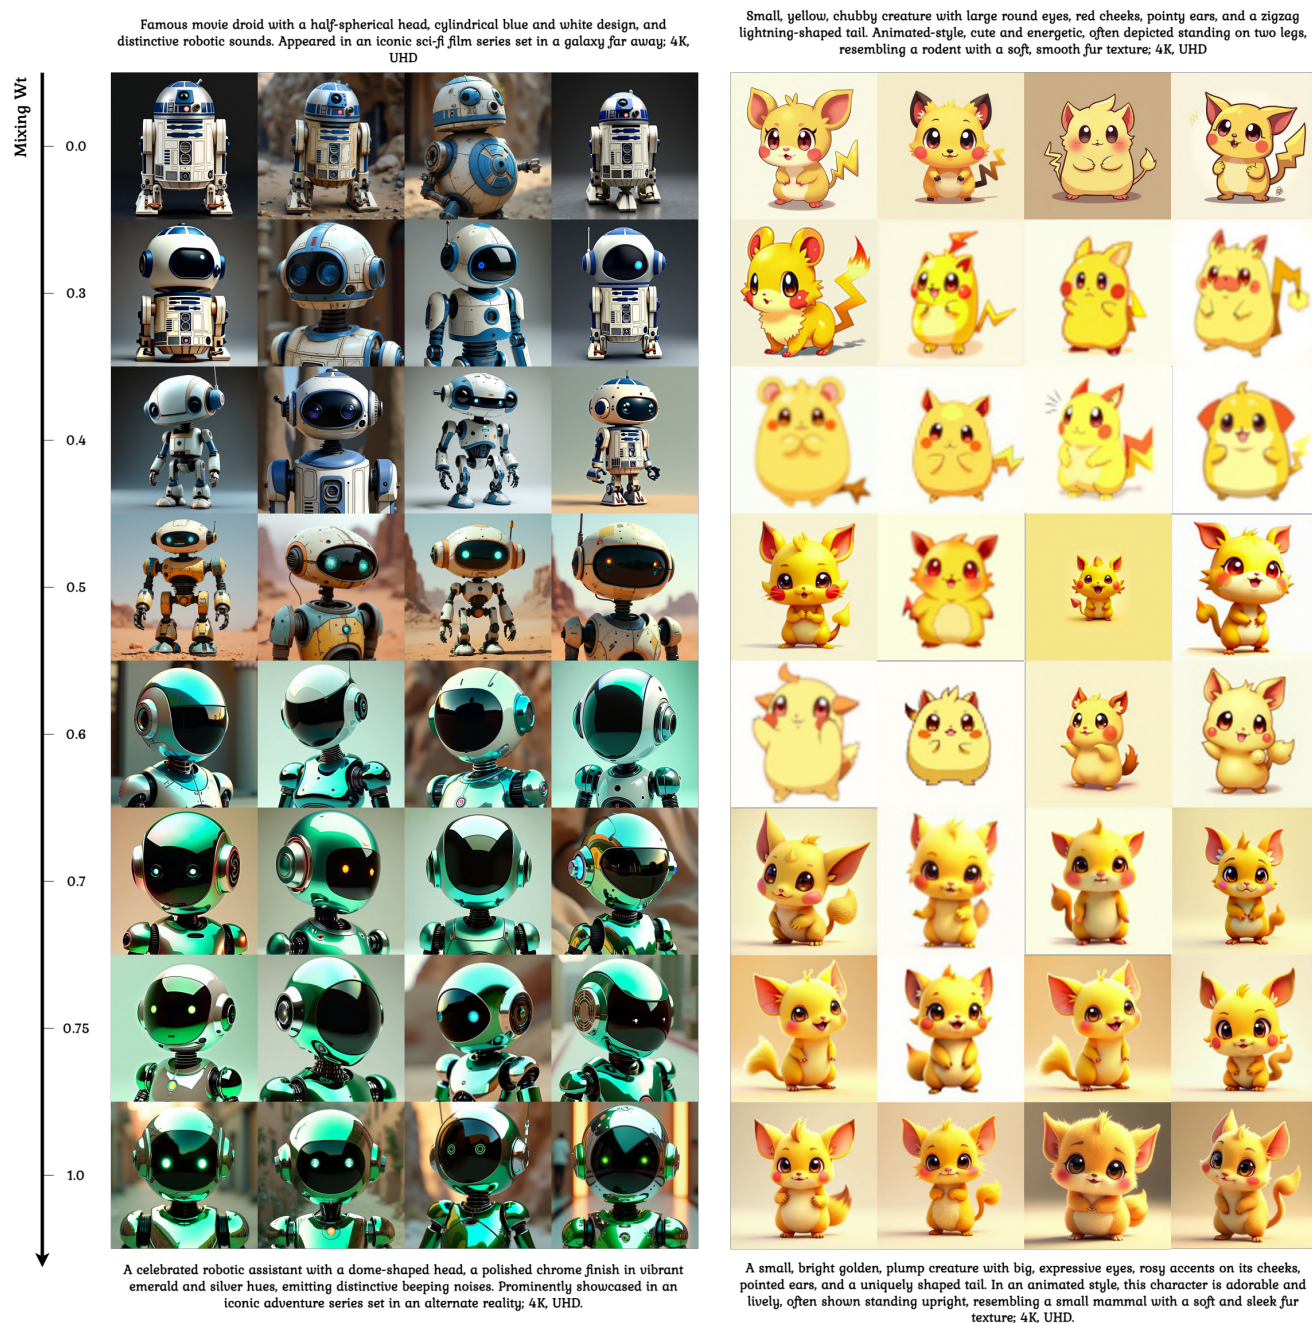 Famous movie droid with a half-spherical head, cylindrical blue and white design, and
distinctive robotic sounds. Appeared in an iconic sci-fi film series set in a galaxy far away; 4K,
UHD
Small, yellow, chubby creature with large round eyes, red cheeks, pointy ears, and a zigzag
lightning-shaped tail. Animated-style, cute and energetic, often depicted standing on two legs,
resembling a rodent with a soft, smooth fur texture; 4K, UHD
Mixing Wt
0.0
0.3
0.4
0.5
0.6
0.7
0.75
1.0
A celebrated robotic assistant with a dome-shaped head, a polished chrome finish in vibrant
emerald and silver hues, emitting distinctive beeping noises. Prominently showcased in an
iconic adventure series set in an alternate reality; 4K, UHD.
A small, bright golden, plump creature with big, expressive eyes, rosy accents on its cheeks,
pointed ears, and a uniquely shaped tail. In an animated style, this character is adorable and
lively, often shown standing upright, resembling a small mammal with a soft and sleek fur
texture; 4K, UHD.